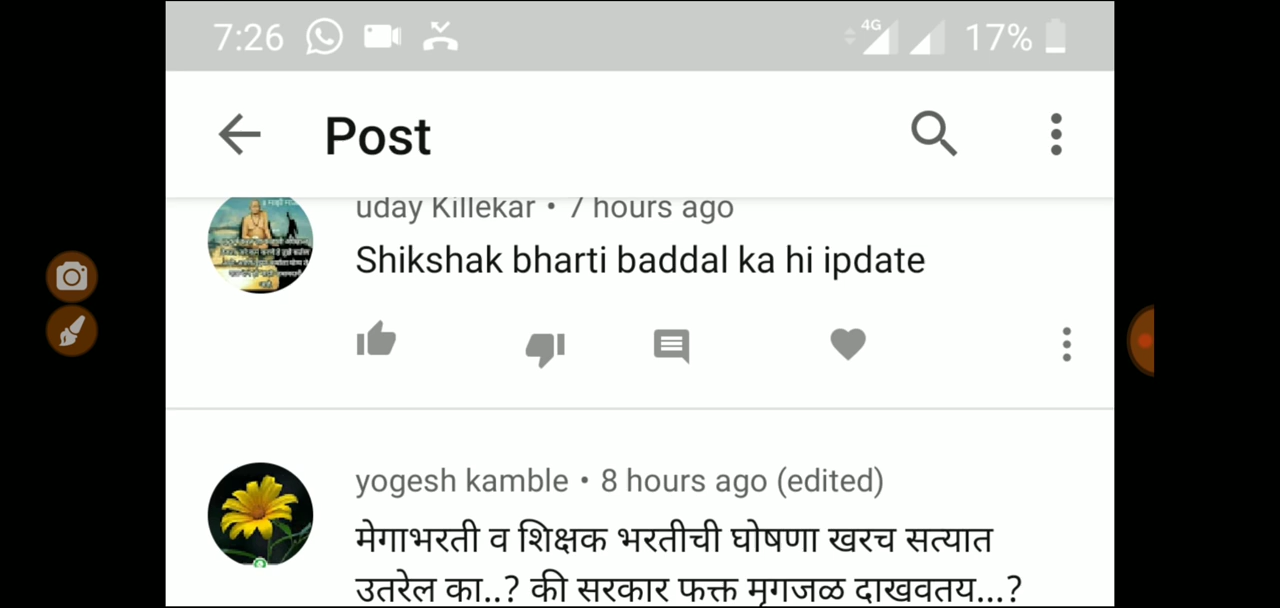 7:26 4G 17%
Post
uday Killekar • 7 hours ago
Shikshak bharti baddal ka hi ipdate
yogesh kamble • 8 hours ago (edited)
मेगाभरती व शिक्षक भरतीची घोषणा खरच सत्यात
उतरेल का..? की सरकार फक्त मृगजळ दाखवतय...?